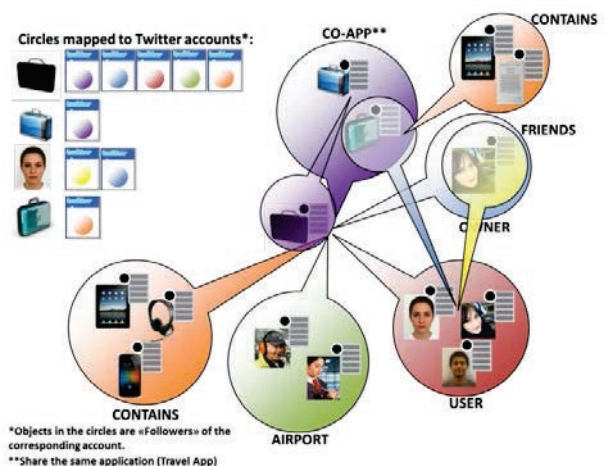 Circles mapped to Twitter accounts*:
twitter twitter twitter twitter twitter
twitter
twitter twitter
twitter
CO-APP**
CONTAINS
FRIENDS
OWNER
USER
AIRPORT
CONTAINS
*Objects in the circles are «Followers» of the
corresponding account.
**Share the same application (Travel App)